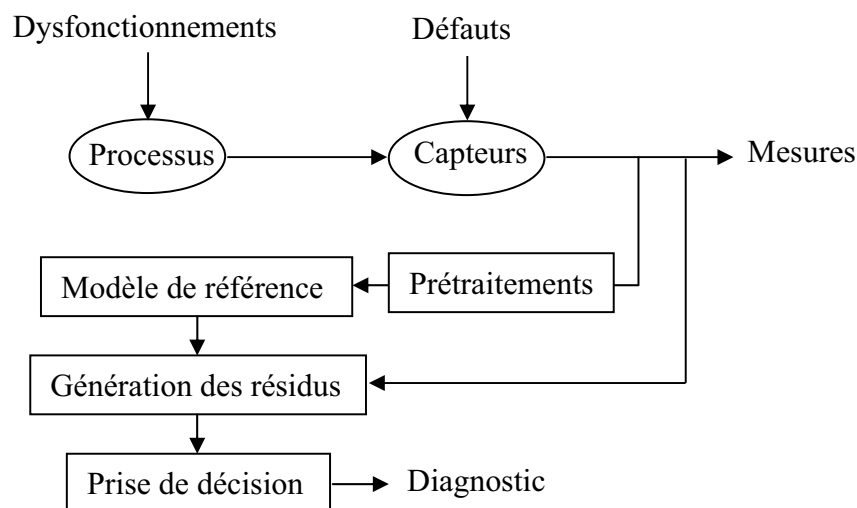 Dysfonctionnements
Défauts
Processus
Capteurs
Mesures
Modèle de référence
Prétraitements
Génération des résidus
Prise de décision
Diagnostic